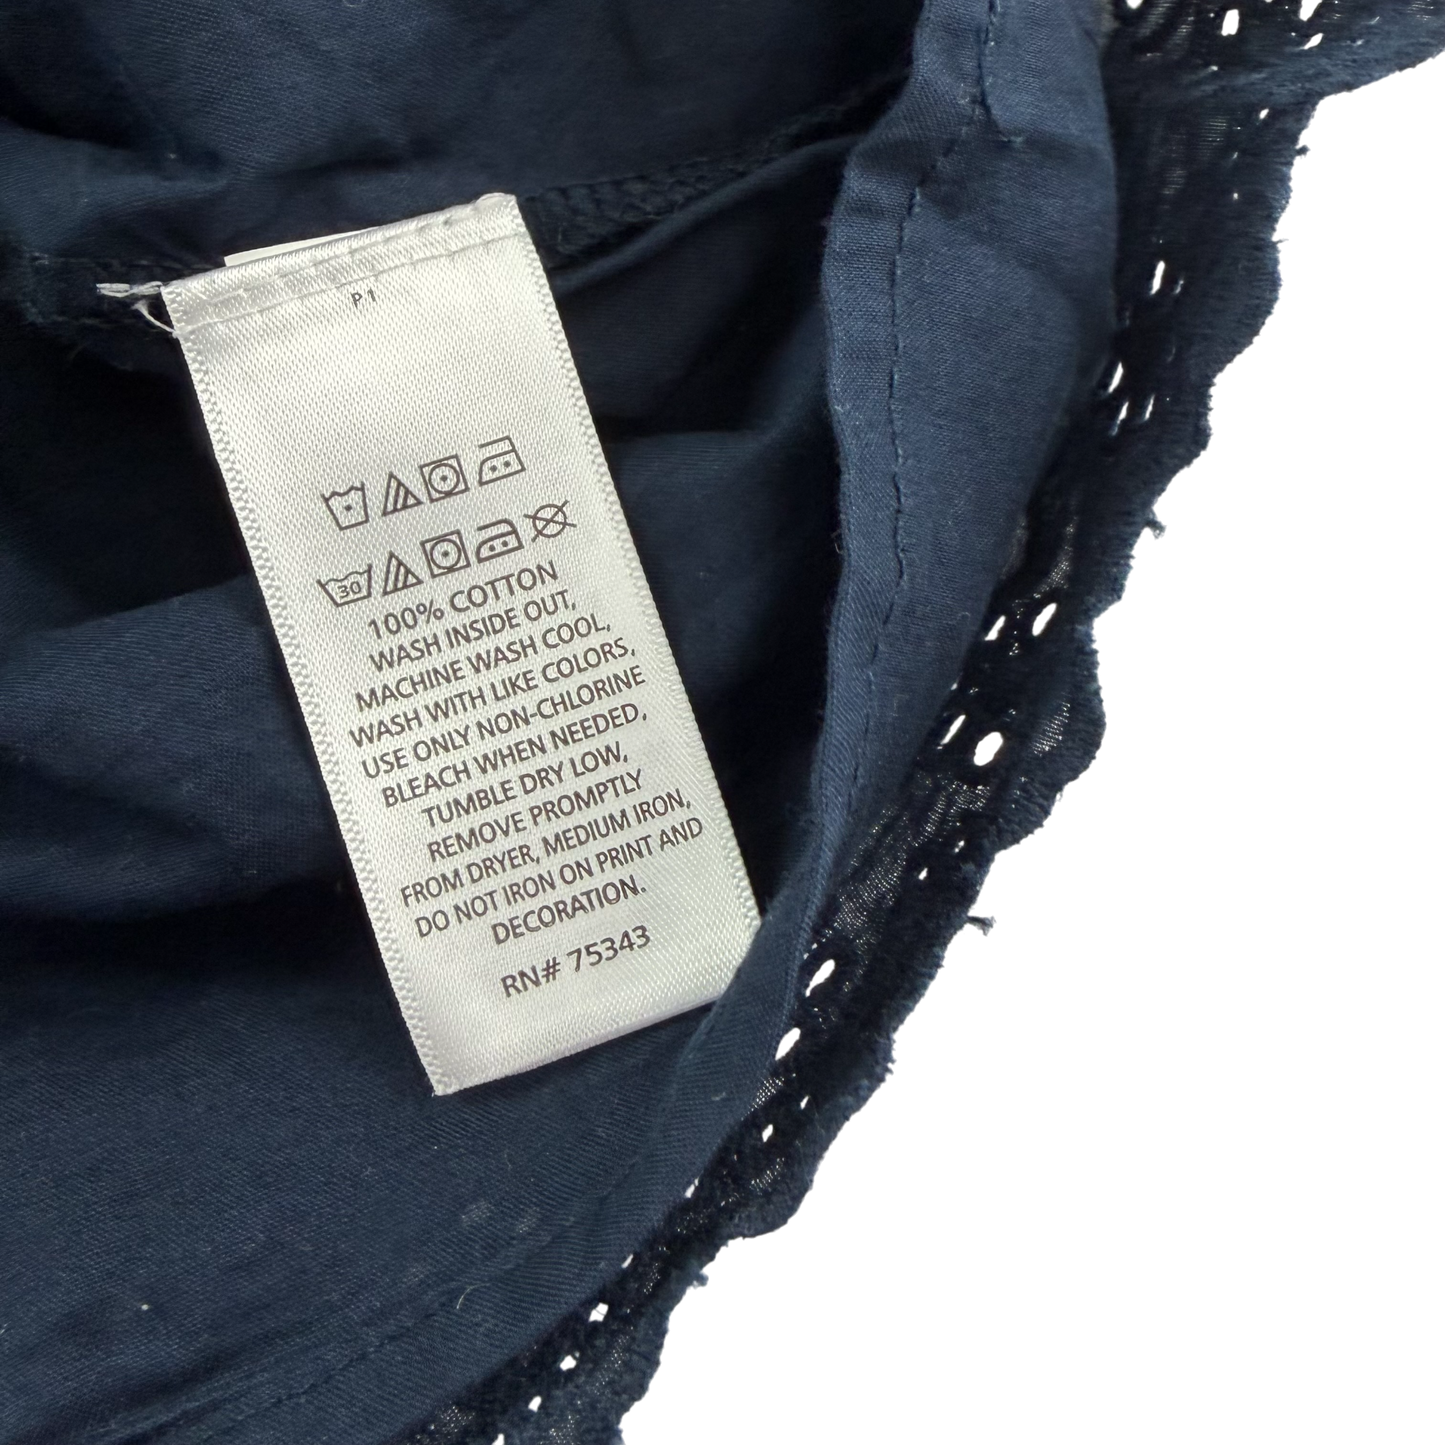 P1
30
100% COTTON
WASH INSIDE OUT,
MACHINE WASH COOL,
WASH WITH LIKE COLORS,
USE ONLY NON-CHLORINE
BLEACH WHEN NEEDED,
TUMBLE DRY LOW,
REMOVE PROMPTLY
FROM DRYER, MEDIUM IRON,
DO NOT IRON ON PRINT AND
DECORATION.
RN# 75343